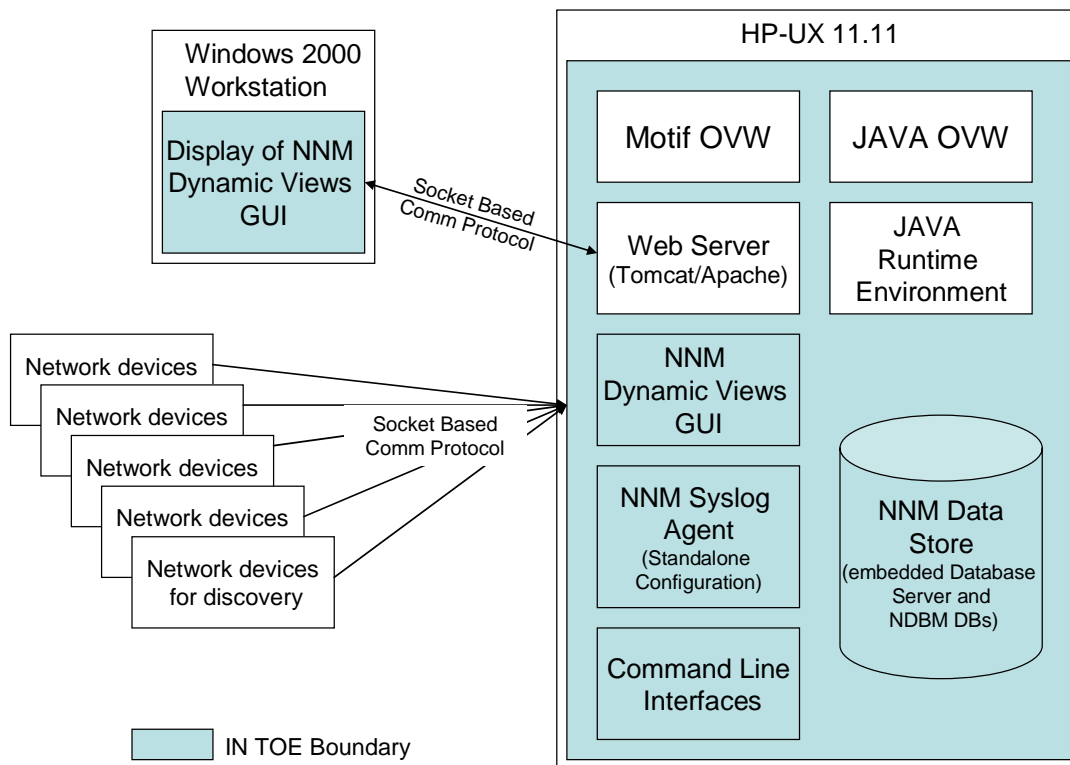 HP-UX 11.11
Windows 2000
Workstation
Display of NNM
Dynamic Views
GUI
Socket Based
Comm Protocol
Motif OVW
JAVA OVW
Web Server
(Tomcat/Apache)
JAVA
Runtime
Environment
Network devices
Network devices
Network devices
Network devices
Network devices
for discovery
Socket Based
Comm Protocol
NNM
Dynamic Views
GUI
NNM Syslog
Agent
(Standalone
Configuration)
NNM Data
Store
(embedded Database
Server and
NDBM DBs)
Command Line
Interfaces
IN TOE Boundary